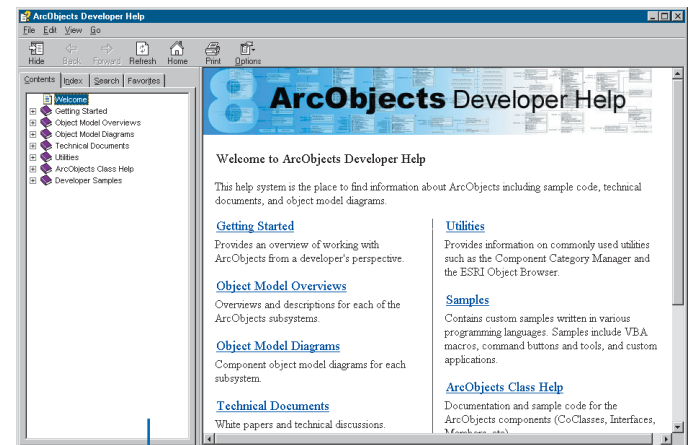 ArcObjects Developer Help
File Edit View Go
Hide Back Forward Refresh Home Print Options
Contents Index Search Favorites
Welcome
Getting Started
Object Model Overviews
Object Model Diagrams
Technical Documents
Utilities
ArcObjects Class Help
Developer Samples
8
ArcObjects Developer Help
Welcome to ArcObjects Developer Help
This help system is the place to find information about ArcObjects including sample code, technical
documents, and object model diagrams.
Getting Started
Provides an overview of working with
ArcObjects from a developer's perspective.
Object Model Overviews
Overviews and descriptions for each of the
ArcObjects subsystems.
Object Model Diagrams
Component object model diagrams for each
subsystem.
Technical Documents
White papers and technical discussions.
Utilities
Provides information on commonly used utilities
such as the Component Category Manager and
the ESRI Object Browser.
Samples
Contains custom samples written in various
programming languages. Samples include VBA
macros, command buttons and tools, and custom
applications.
ArcObjects Class Help
Documentation and sample code for the
ArcObjects components (CoClasses, Interfaces,
Members, etc)